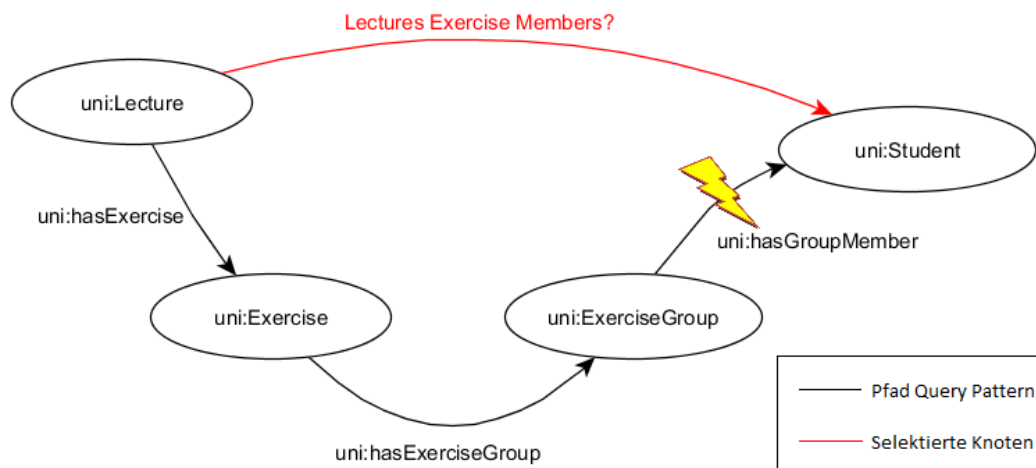 Lectures Exercise Members?
uni:Lecture
uni:Student
uni:hasExercise
uni:hasGroupMember
uni:Exercise
uni:ExerciseGroup
uni:hasExerciseGroup
Pfad Query Pattern
Selektierte Knoten